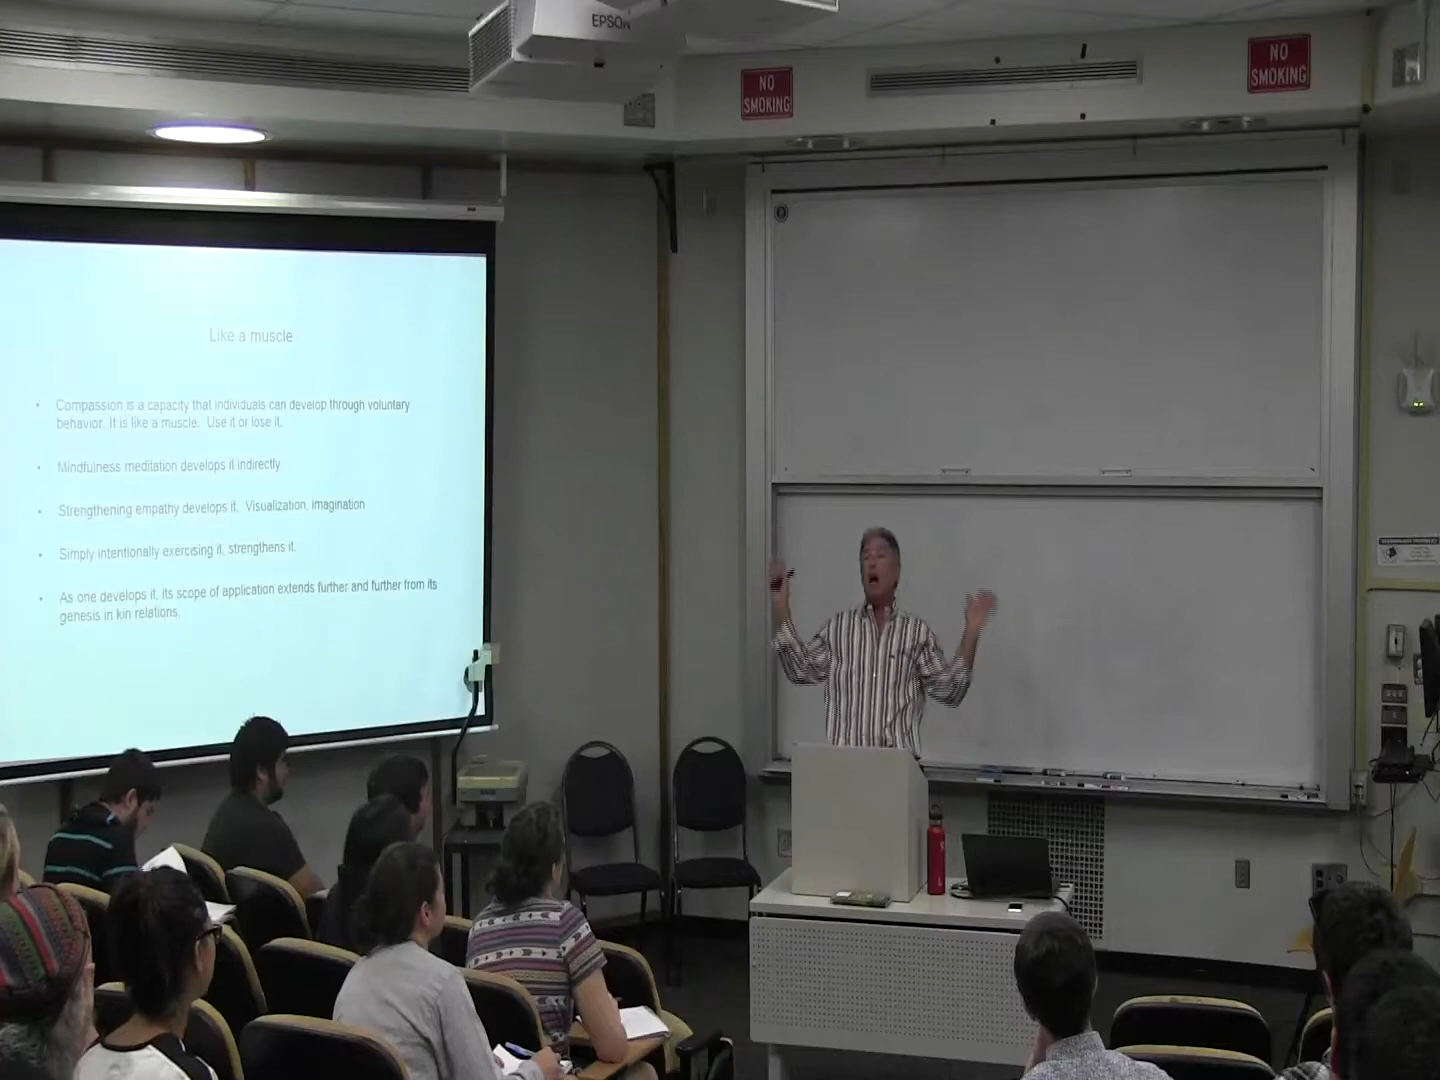 EPSON
NO
SMOKING
NO
SMOKING
Like a muscle
• Compassion is a capacity that individuals can develop through voluntary
behavior. It is like a muscle. Use it or lose it.
• Mindfulness meditation develops it indirectly
• Strengthening empathy develops it. Visualization, imagination
• Simply intentionally exercising it, strengthens it.
• As one develops it, its scope of application extends further and further from its
genesis in kin relations.